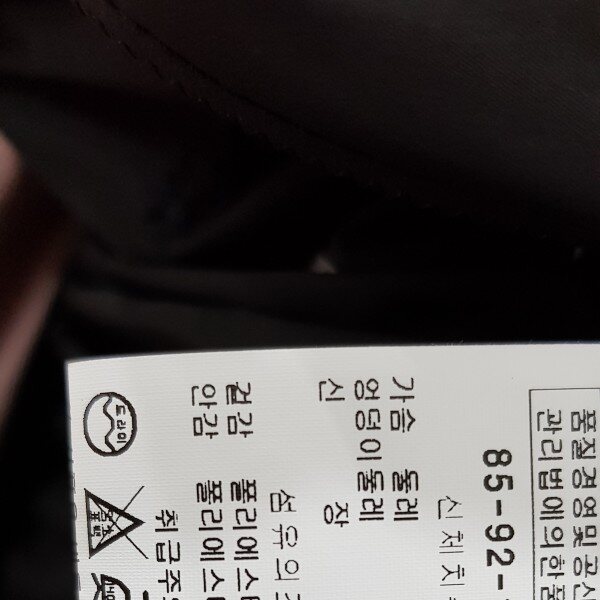 품질경영및공산
관리법에의한품
85-92-
신체치
가슴 둘레
엉덩이둘레
신 장
섬유의
겉감 폴리에스
안감 폴리에스
취급주
드라이